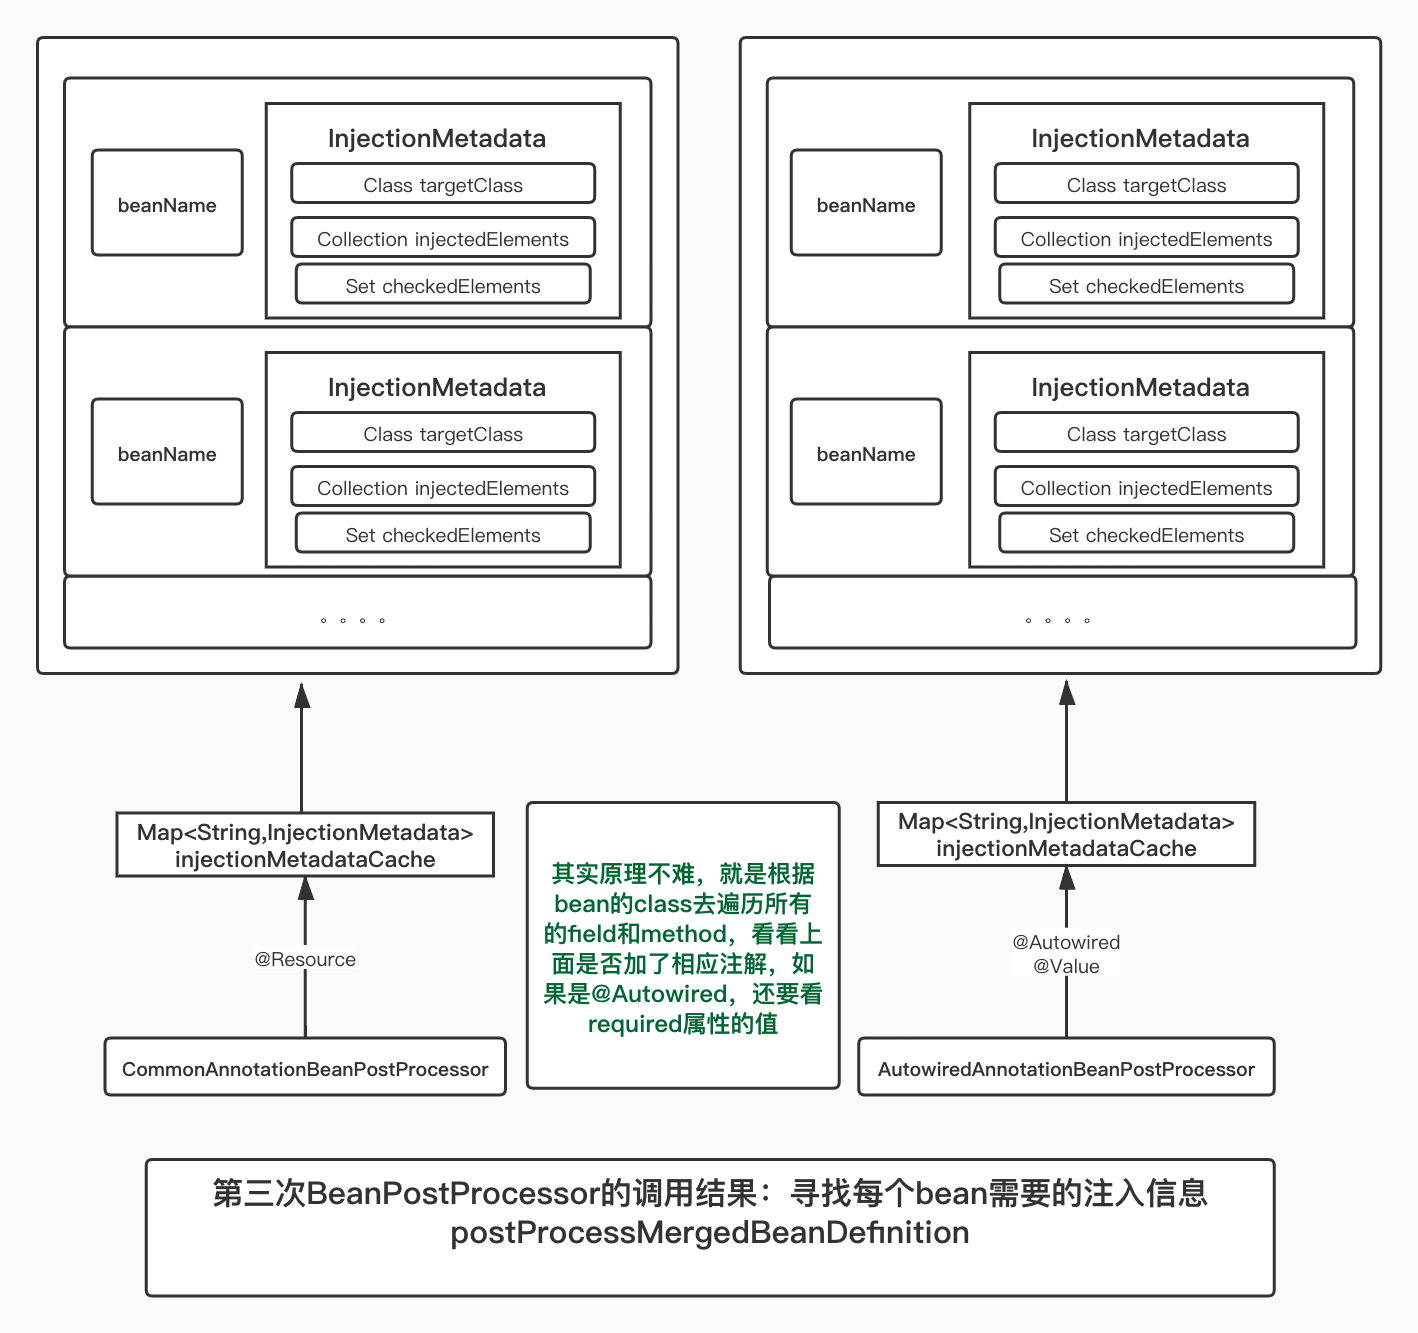 InjectionMetadata
Class targetClass
beanName
Collection injectedElements
Set checkedElements
InjectionMetadata
Class targetClass
beanName
Collection injectedElements
Set checkedElements
。。。。
InjectionMetadata
Class targetClass
beanName
Collection injectedElements
Set checkedElements
InjectionMetadata
Class targetClass
beanName
Collection injectedElements
Set checkedElements
。。。。
Map<String,InjectionMetadata>
injectionMetadataCache
@Resource
CommonAnnotationBeanPostProcessor
其实原理不难，就是根据
bean的class去遍历所有
的field和method，看看上
面是否加了相应注解，如
果是@Autowired，还要看
required属性的值
Map<String,InjectionMetadata>
injectionMetadataCache
@Autowired
@Value
AutowiredAnnotationBeanPostProcessor
第三次BeanPostProcessor的调用结果：寻找每个bean需要的注入信息
postProcessMergedBeanDefinition